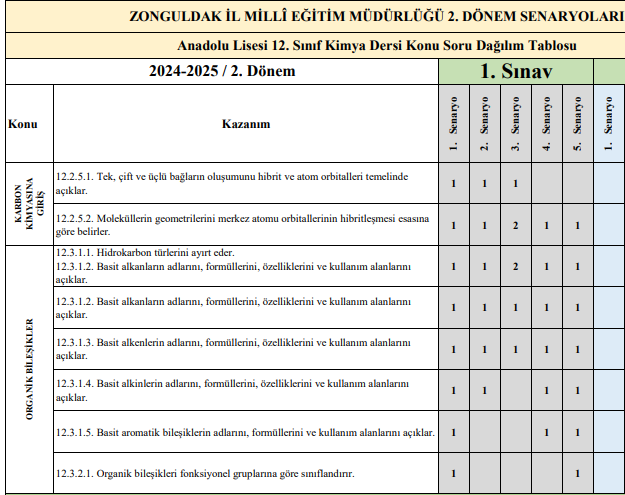 ZONGULDAK İL MİLLÎ EĞİTİM MÜDÜRLÜĞÜ 2. DÖNEM SENARYOLARI
Anadolu Lisesi 12. Sınıf Kimya Dersi Konu Soru Dağılım Tablosu
2024-2025 / 2. Dönem
1. Sınav
Konu
Kazanım
1. Senaryo
2. Senaryo
3. Senaryo
4. Senaryo
5. Senaryo
1. Senaryo
KARBON
KİMYASINA
GİRİŞ
12.2.5.1. Tek, çift ve üçlü bağların oluşumunu hibrit ve atom orbitalleri temelinde
açıklar.
1 1 1
12.2.5.2. Moleküllerin geometrilerini merkez atomu orbitallerinin hibritleşmesi esasına
göre belirler.
1 1 2 1 1
ORGANİK BİLEŞİKLER
12.3.1.1. Hidrokarbon türlerini ayırt eder.
12.3.1.2. Basit alkanların adlarını, formüllerini, özelliklerini ve kullanım alanlarını
açıklar.
1 1 2 1 1
12.3.1.2. Basit alkanların adlarını, formüllerini, özelliklerini ve kullanım alanlarını
açıklar.
1 1 1 1 1
12.3.1.3. Basit alkenlerin adlarını, formüllerini, özelliklerini ve kullanım alanlarını
açıklar.
1 1 1 1 1
12.3.1.4. Basit alkinlerin adlarını, formüllerini, özelliklerini ve kullanım alanlarını
açıklar.
1 1 1 1
12.3.1.5. Basit aromatik bileşiklerin adlarını, formüllerini ve kullanım alanlarını açıklar.
1 1 1
12.3.2.1. Organik bileşikleri fonksiyonel gruplarına göre sınıflandırır.
1 1